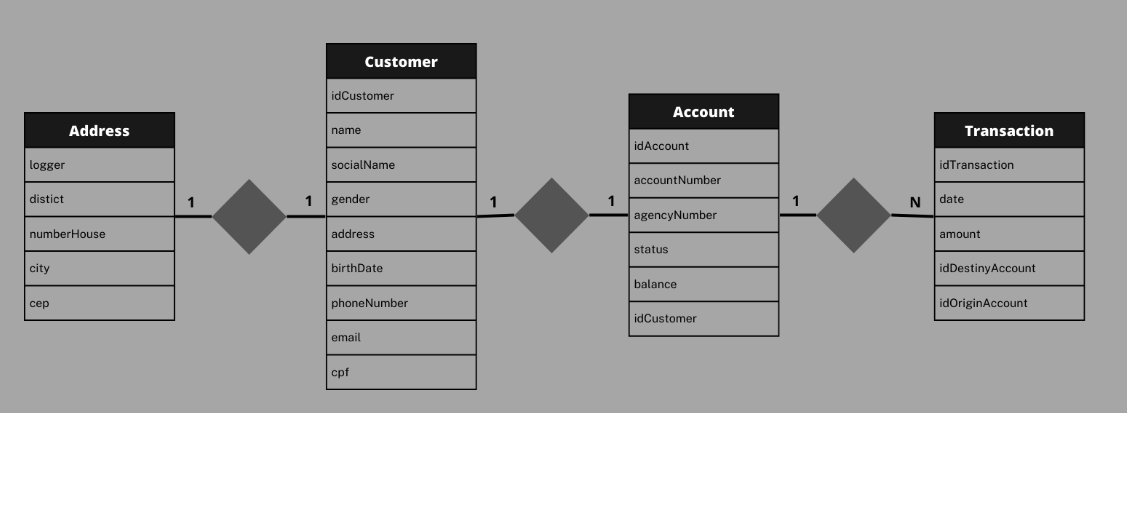 Address
logger
distict
numberHouse
city
cep
1
1
Customer
idCustomer
name
socialName
gender
address
birthDate
phoneNumber
email
cpf
1
1
Account
idAccount
accountNumber
agencyNumber
status
balance
idCustomer
1
N
Transaction
idTransaction
date
amount
idDestinyAccount
idOriginAccount